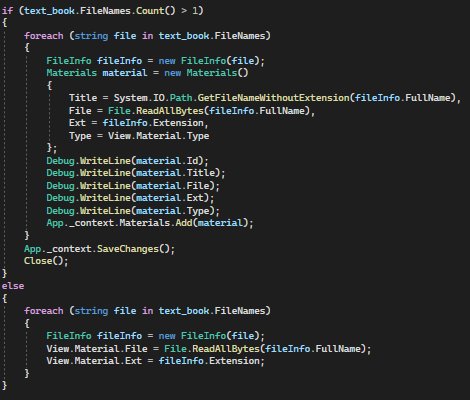 if (text_book.FileNames.Count() > 1)
{
foreach (string file in text_book.FileNames)
{
FileInfo fileInfo = new FileInfo(file);
Materials material = new Materials()
{
Title = System.IO.Path.GetFileNameWithoutExtension(fileInfo.FullName),
File = File.ReadAllBytes(fileInfo.FullName),
Ext = fileInfo.Extension,
Type = View.Material.Type
};
Debug.WriteLine(material.Id);
Debug.WriteLine(material.Title);
Debug.WriteLine(material.File);
Debug.WriteLine(material.Ext);
Debug.WriteLine(material.Type);
App._context.Materials.Add(material);
}
App._context.SaveChanges();
Close();
}
else
{
foreach (string file in text_book.FileNames)
{
FileInfo fileInfo = new FileInfo(file);
View.Material.File = File.ReadAllBytes(fileInfo.FullName);
View.Material.Ext = fileInfo.Extension;
}
}